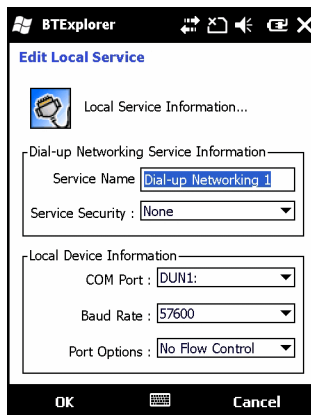 BTExplorer
Edit Local Service
Local Service Information...
Dial-up Networking Service Information
Service Name Dial-up Networking 1
Service Security : None
Local Device Information
COM Port : DUN1:
Baud Rate : 57600
Port Options : No Flow Control
OK Cancel